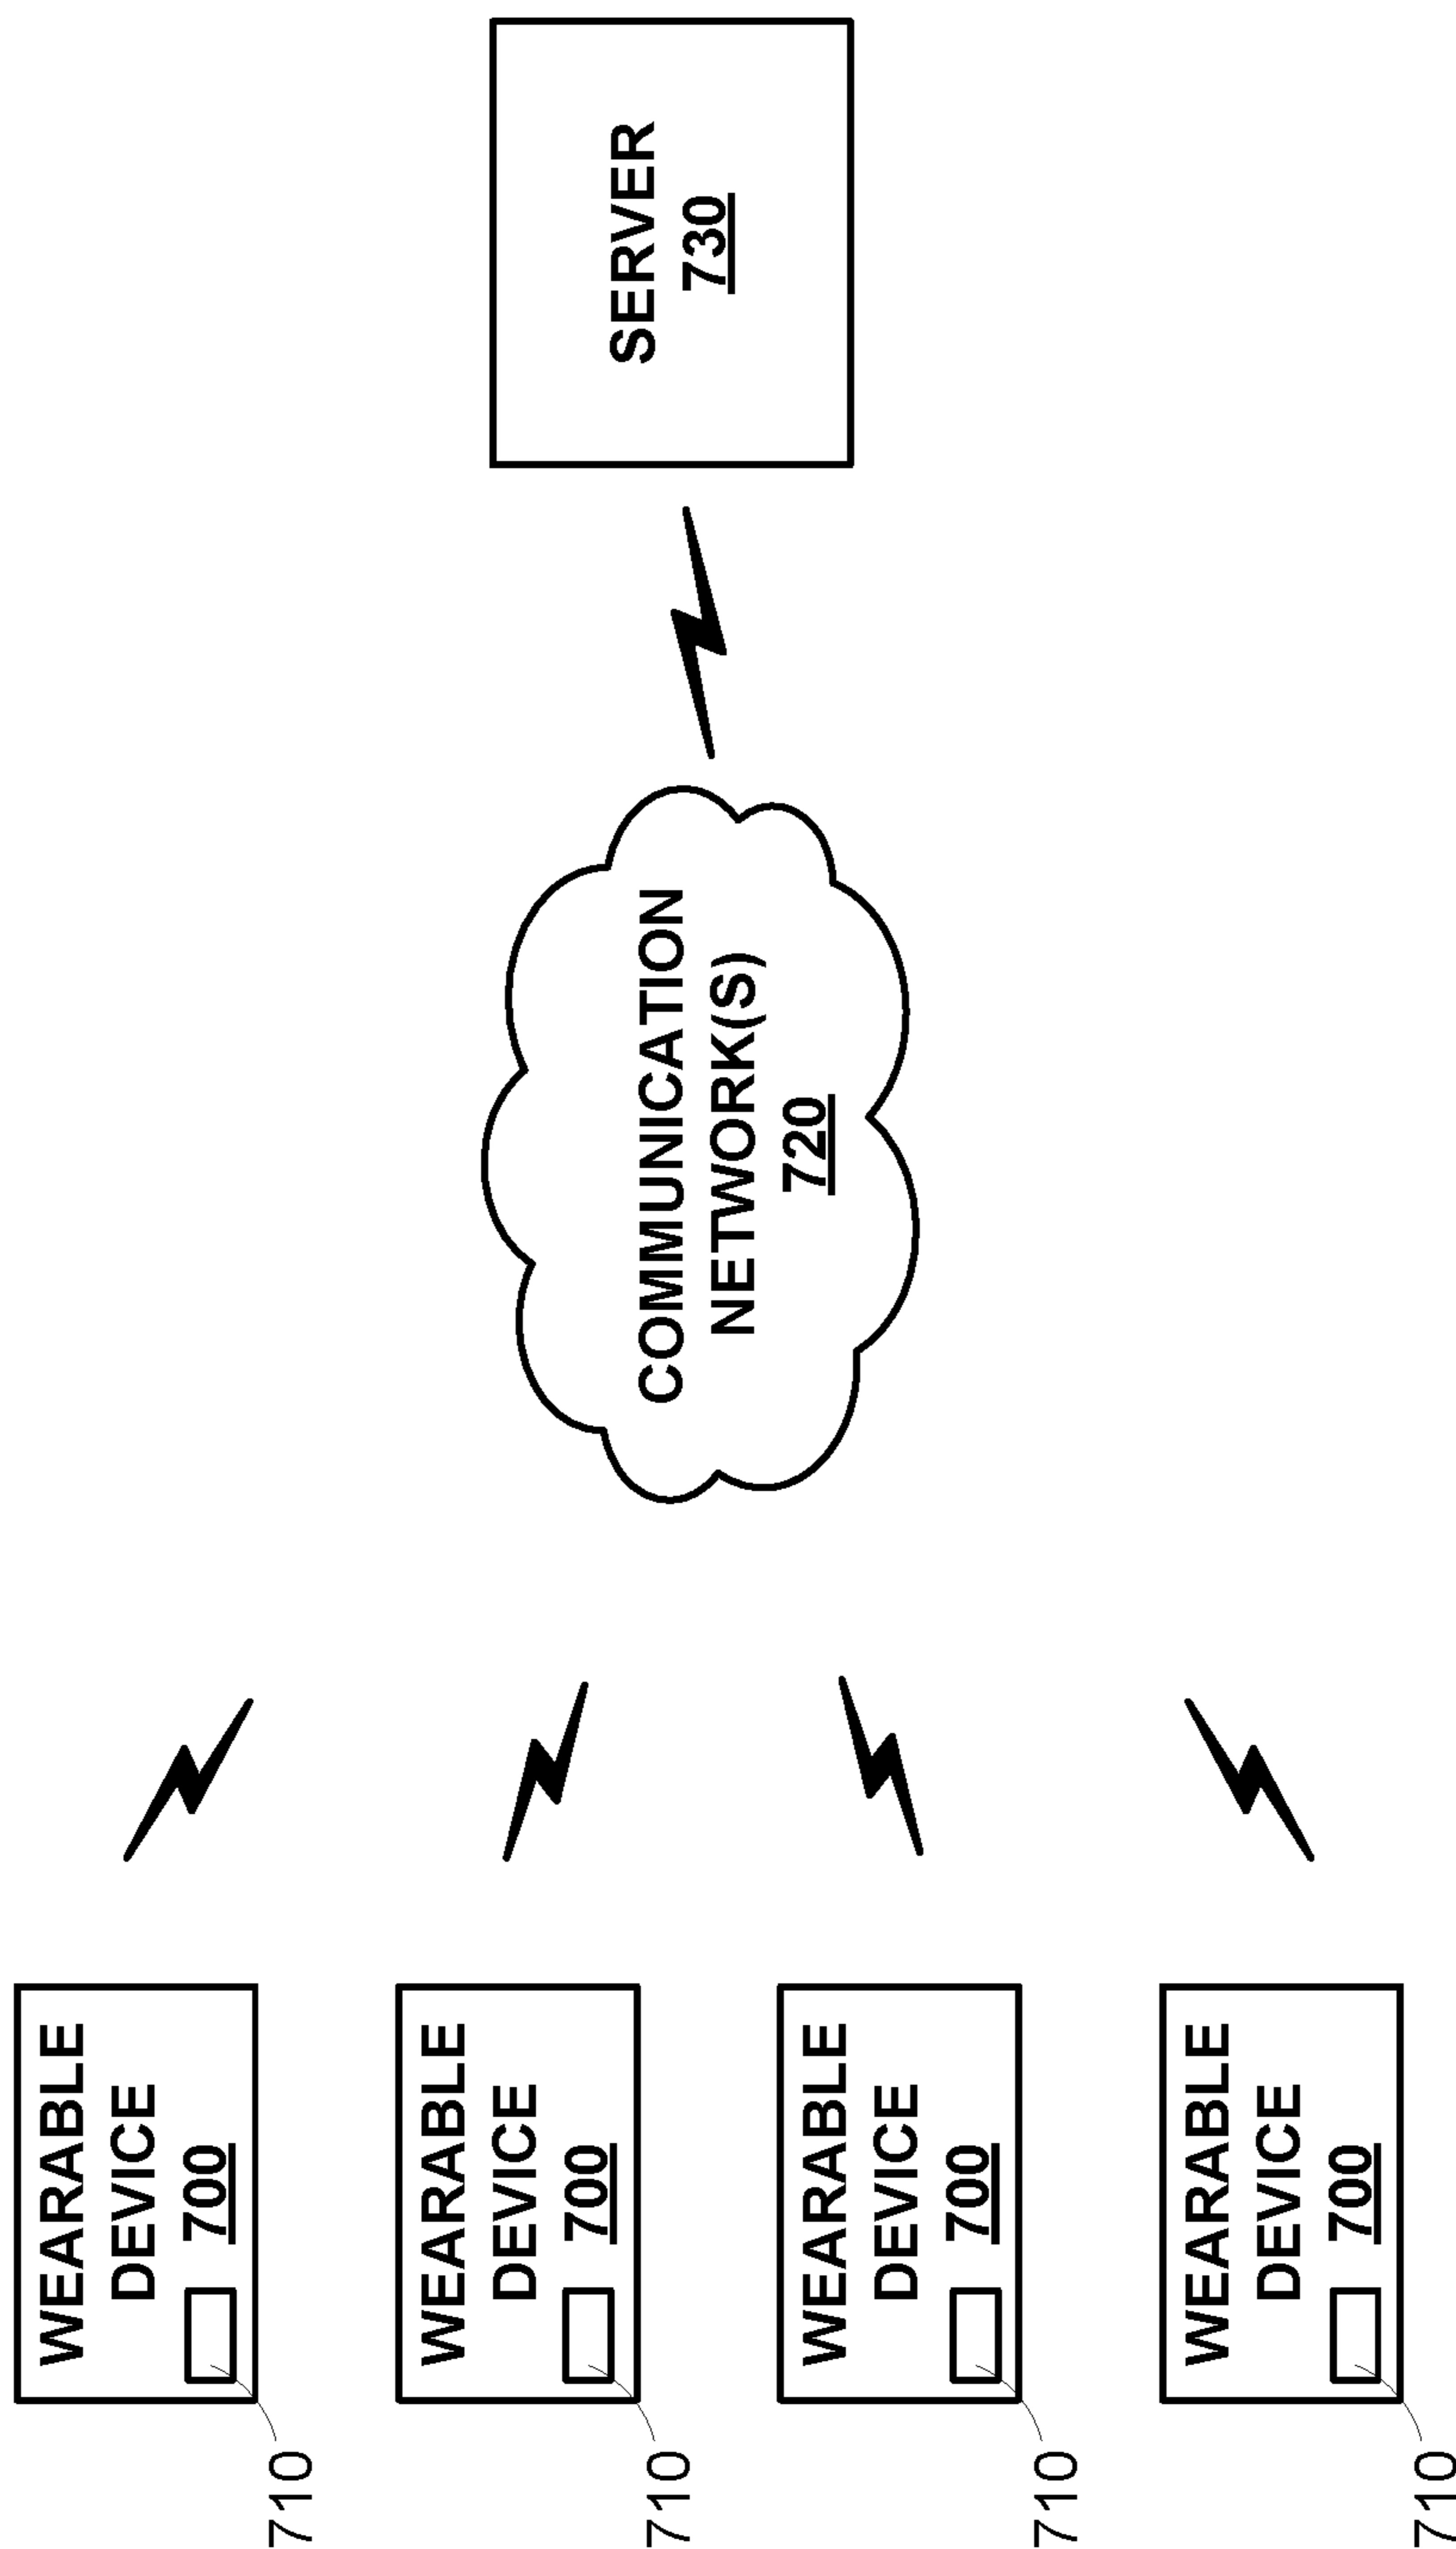 WEARABLE
DEVICE
700
710
WEARABLE
DEVICE
700
710
WEARABLE
DEVICE
700
710
WEARABLE
DEVICE
700
710
COMMUNICATION
NETWORK(S)
720
SERVER
730